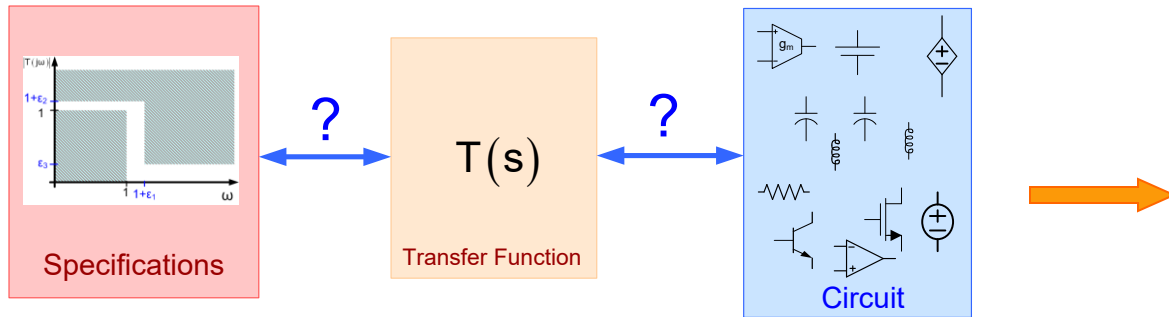 |T(jω)|
1+ε₂
1
ε₃
1
1+ε₁
ω
Specifications
?
T(s)
Transfer Function
?
gₘ
+
−
+
−
+
−
−
+
Circuit